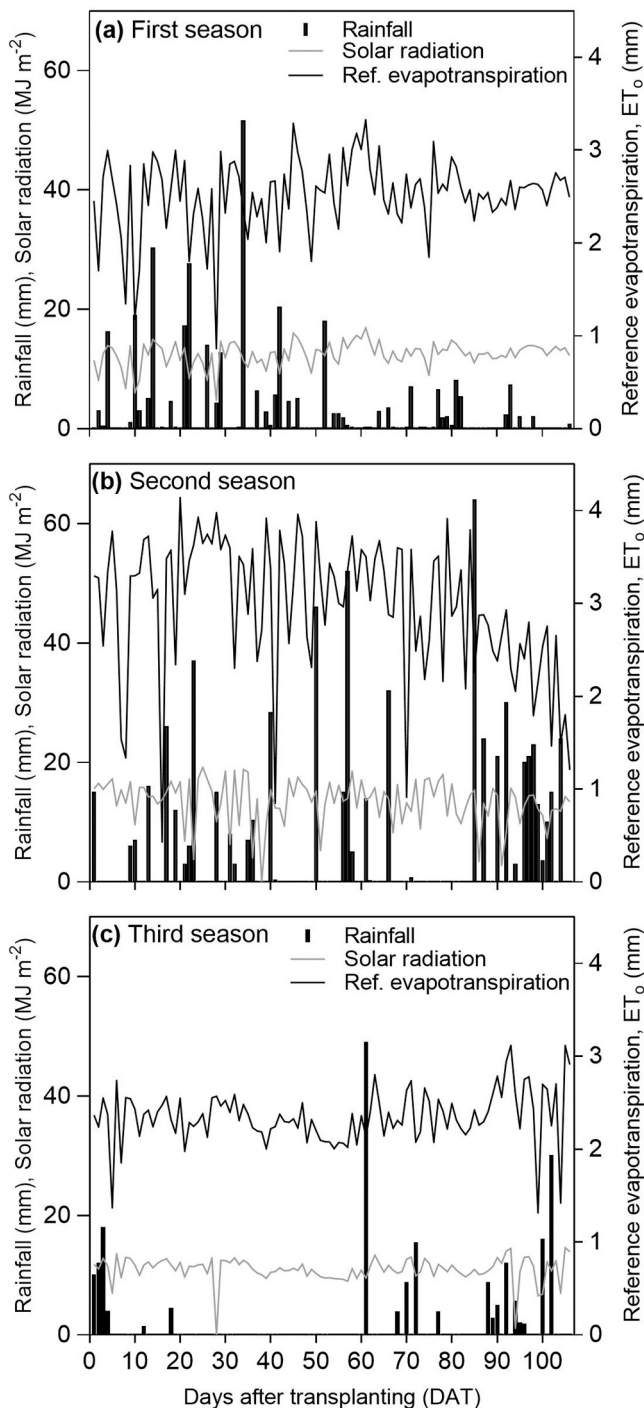 (a) First season
Rainfall
Solar radiation
Ref. evapotranspiration
Rainfall (mm), Solar radiation (MJ m⁻²)
60
40
20
0
Reference evapotranspiration, ETₒ (mm)
4
3
2
1
0
(b) Second season
Rainfall (mm), Solar radiation (MJ m⁻²)
60
40
20
0
Reference evapotranspiration, ETₒ (mm)
4
3
2
1
0
(c) Third season
Rainfall
Solar radiation
Ref. evapotranspiration
Rainfall (mm), Solar radiation (MJ m⁻²)
60
40
20
0
Reference evapotranspiration, ETₒ (mm)
4
3
2
1
0
0 10 20 30 40 50 60 70 80 90 100
Days after transplanting (DAT)